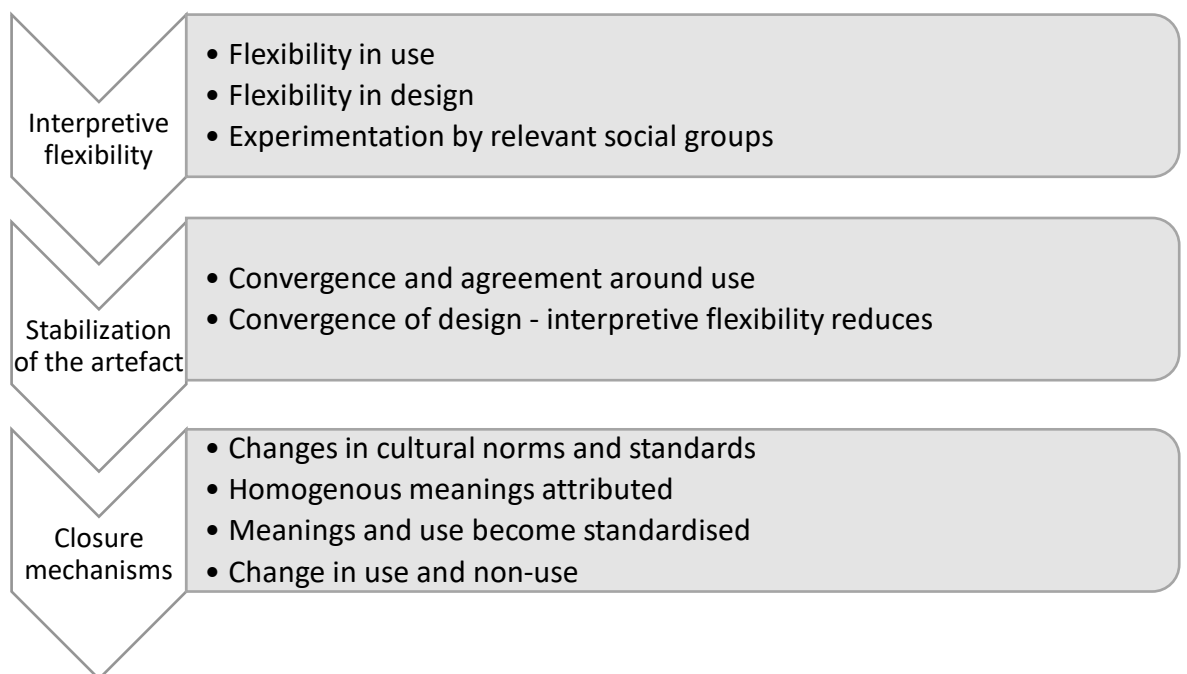 Interpretive
flexibility
• Flexibility in use
• Flexibility in design
• Experimentation by relevant social groups
Stabilization
of the artefact
• Convergence and agreement around use
• Convergence of design - interpretive flexibility reduces
Closure
mechanisms
• Changes in cultural norms and standards
• Homogenous meanings attributed
• Meanings and use become standardised
• Change in use and non-use